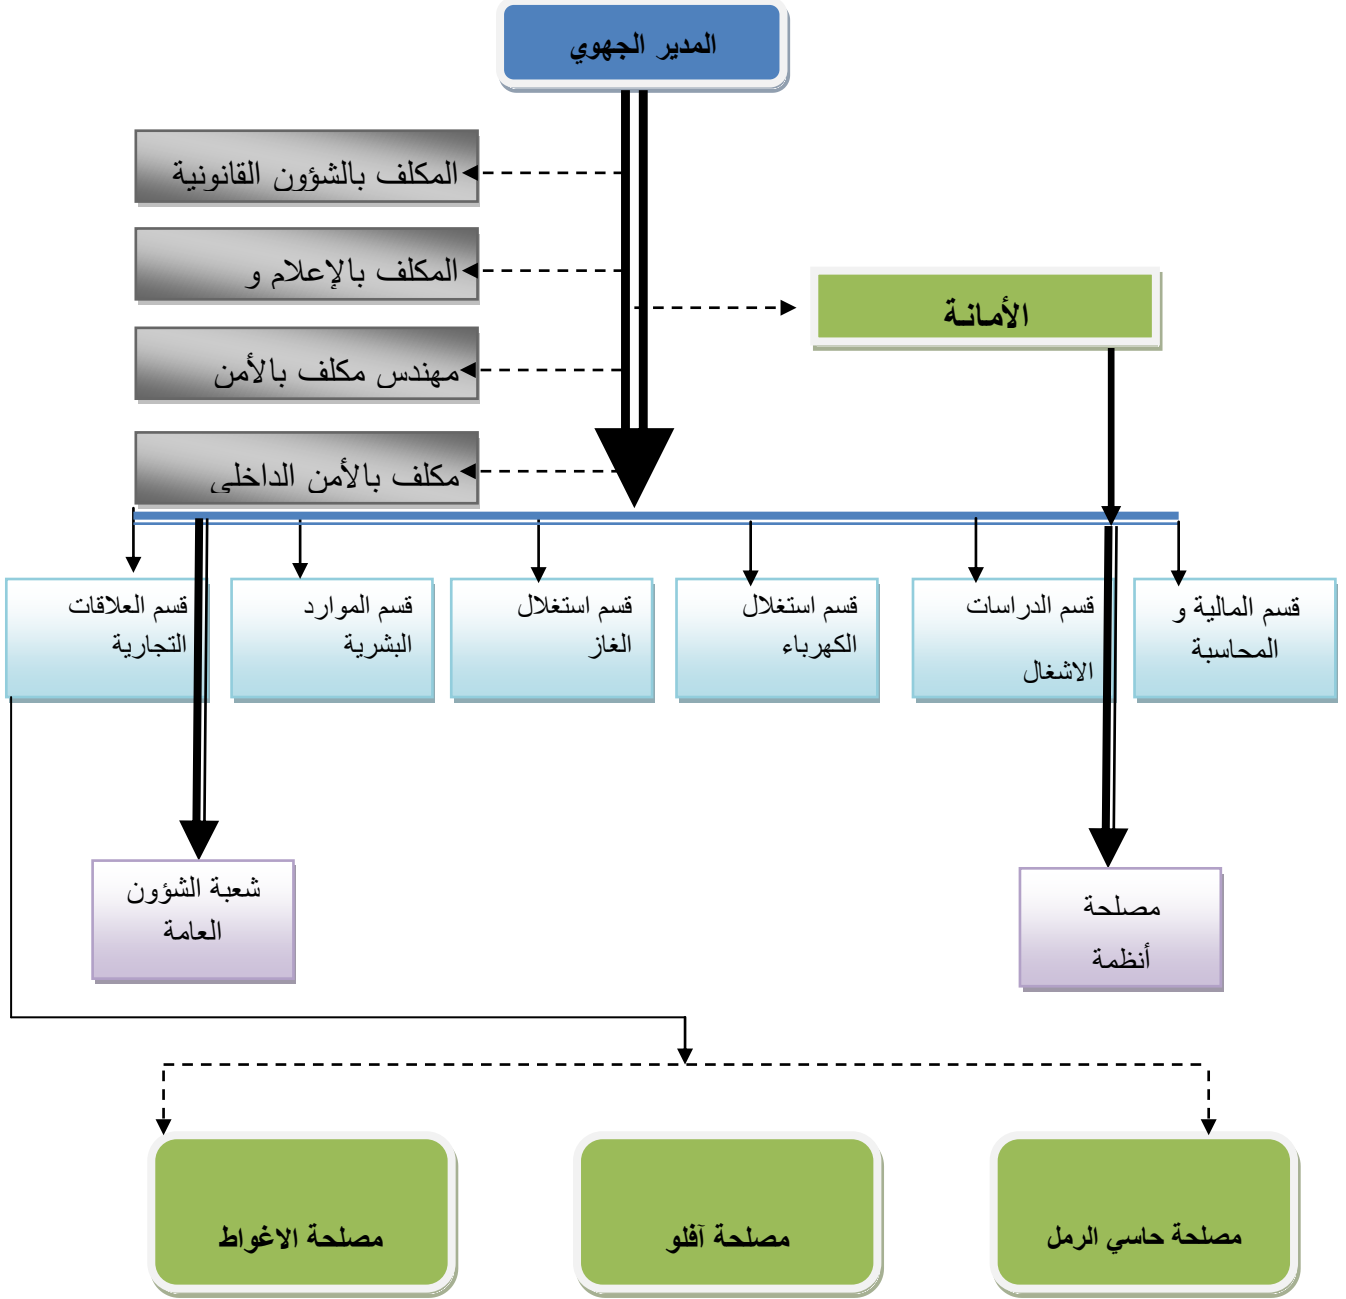 المدير الجهوي
المكلف بالشؤون القانونية
المكلف بالإعلام و
الأمـانـة
مهندس مكلف بالأمن
مكلف بالأمن الداخلي
قسم المالية و
المحاسبة
قسم الدراسات
الاشغال
قسم استغلال
الكهرباء
قسم استغلال
الغاز
قسم الموارد
البشرية
قسم العلاقات
التجارية
مصلحة
أنظمة
شعبة الشؤون
العامة
مصلحة حاسي الرمل
مصلحة آفلو
مصلحة الاغواط